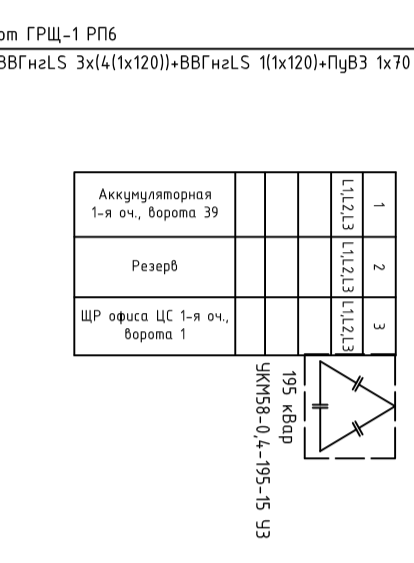 от ГРЩ-1 РП6
ВВГнгLS 3х(4(1х120))+ВВГнгLS 1(1х120)+ПуВЗ 1х70
Аккумуляторная
1-я оч., ворота 39
L1,L2,L3
1
Резерв
L1,L2,L3
2
ЩР офиса ЦС 1-я оч.,
ворота 1
L1,L2,L3
3
195 кВар
УКМ58-0,4-195-15 У3